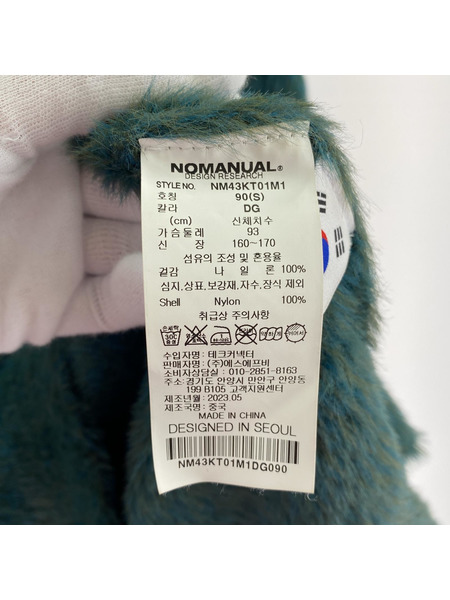 NOMANUAL®
DESIGN RESEARCH
STYLE NO. NM43KT01M1
호칭 90(S)
칼라 DG
(cm) 신체치수
가슴둘레 93
신 장 160~170
섬유의 조성 및 혼용율
겉감 나 일 론 100%
심지,상표,보강재,자수,장식 제외
Shell Nylon 100%
취급상 주의사항
수입자명 : 테크커넥터
판매자명 : (주)에스에프비
소비자상담실 : 010-2851-8163
주소:경기도 안양시 만안구 안양동
199 B105 고객지원센터
제조년월 : 2023.05
제조국명 : 중국
MADE IN CHINA
DESIGNED IN SEOUL
NM43KT01M1DG090